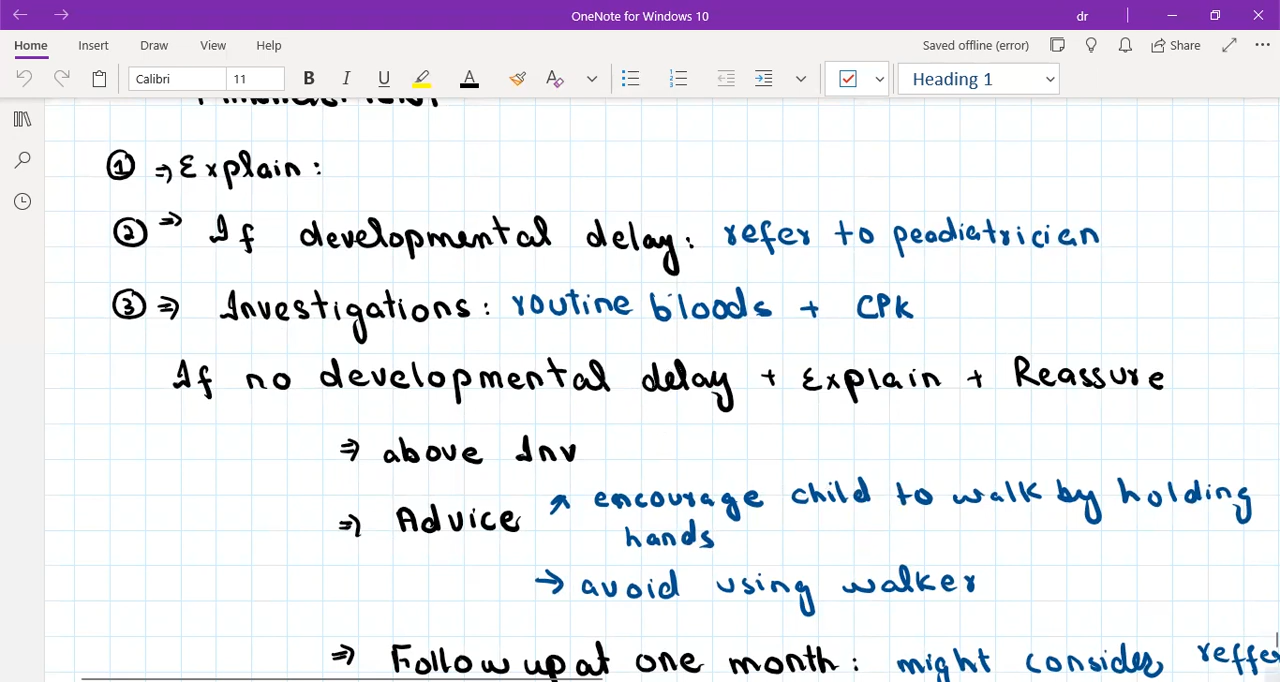 OneNote for Windows 10
dr
Home Insert Draw View Help
Saved offline (error)
Share
Calibri 11 B I U A Heading 1
① ⇒ Explain:
② ⇒ If developmental delay: refer to peadiatrician
③ ⇒ Investigations: routine bloods + CPK
If no developmental delay + Explain + Reassure
⇒ above Inv
⇒ Advice ↗ encourage child to walk by holding
hands
→ avoid using walker
⇒ Follow up at one month: might consider